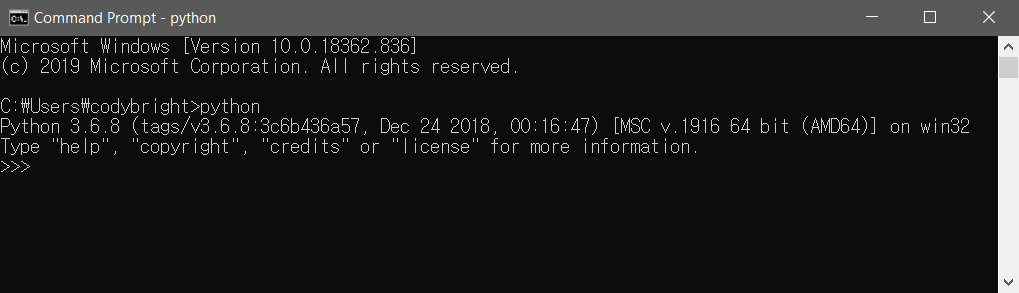 Command Prompt - python
Microsoft Windows [Version 10.0.18362.836]
(c) 2019 Microsoft Corporation. All rights reserved.
C:₩Users₩codybright>python
Python 3.6.8 (tags/v3.6.8:3c6b436a57, Dec 24 2018, 00:16:47) [MSC v.1916 64 bit (AMD64)] on win32
Type "help", "copyright", "credits" or "license" for more information.
>>>